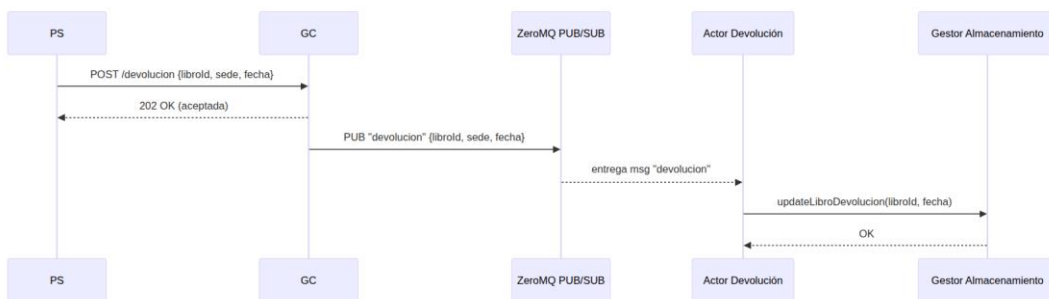 PS
GC
ZeroMQ PUB/SUB
Actor Devolución
Gestor Almacenamiento
POST /devolucion {libroId, sede, fecha}
202 OK (aceptada)
PUB "devolucion" {libroId, sede, fecha}
entrega msg "devolucion"
updateLibroDevolucion(libroId, fecha)
OK
PS
GC
ZeroMQ PUB/SUB
Actor Devolución
Gestor Almacenamiento